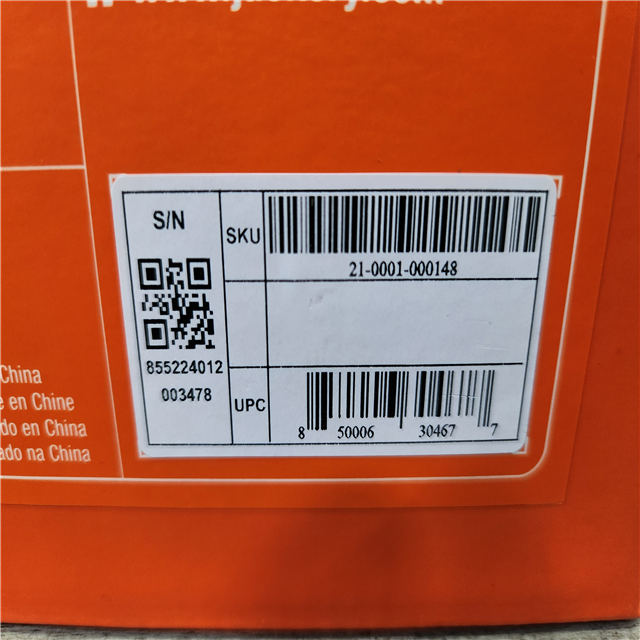 S/N
SKU
21-0001-000148
855224012
003478
UPC
8 50006 30467 7
China
e en Chine
do en China
ado na China